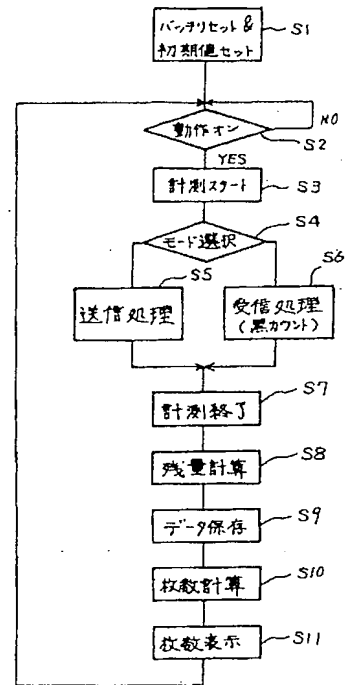 バッテリセット &
初期値セット
S1
動作オン
NO
S2
YES
計測スタート
S3
モード選択
S4
送信処理
S5
受信処理
(黒カウント)
S6
計測終了
S7
残量計算
S8
データ保存
S9
枚数計算
S10
枚数表示
S11